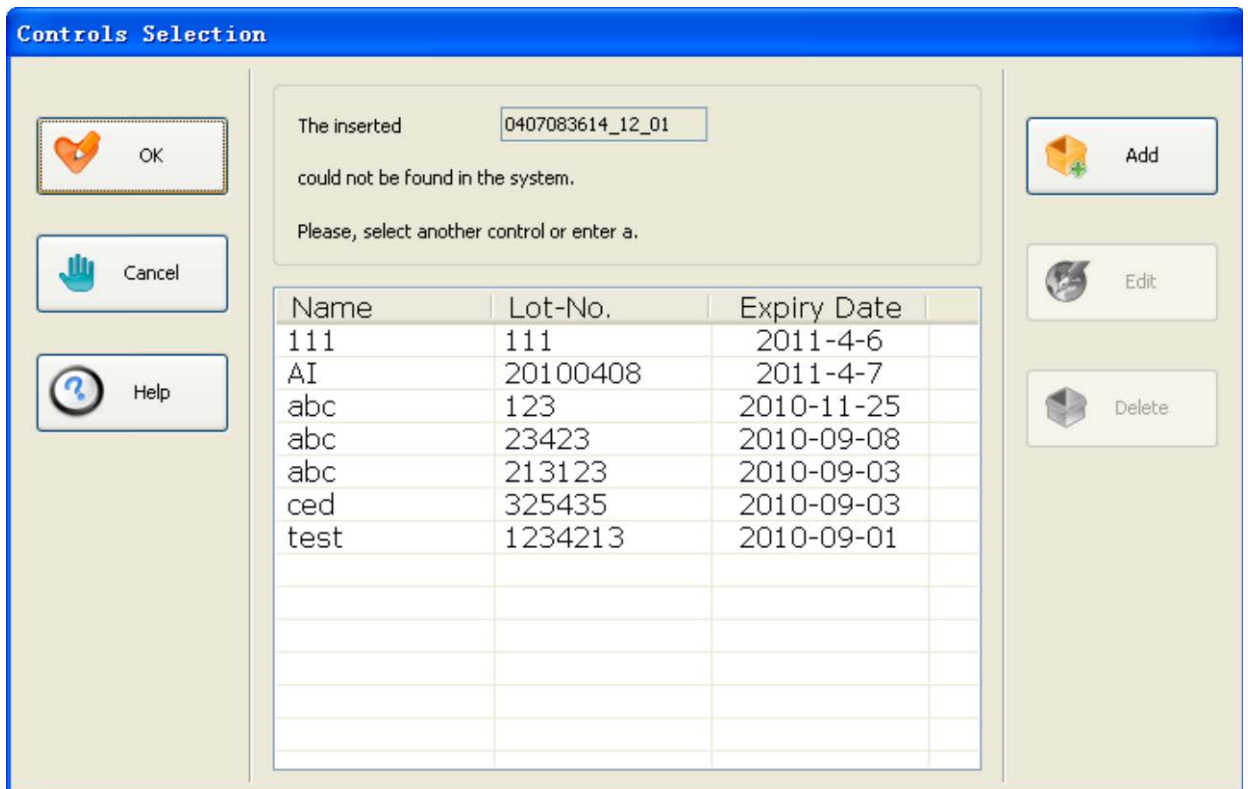 Controls Selection
OK
Cancel
Help
The inserted 0407083614_12_01
could not be found in the system.
Please, select another control or enter a.
Name Lot-No. Expiry Date
111 111 2011-4-6
AI 20100408 2011-4-7
abc 123 2010-11-25
abc 23423 2010-09-08
abc 213123 2010-09-03
ced 325435 2010-09-03
test 1234213 2010-09-01
Add
Edit
Delete